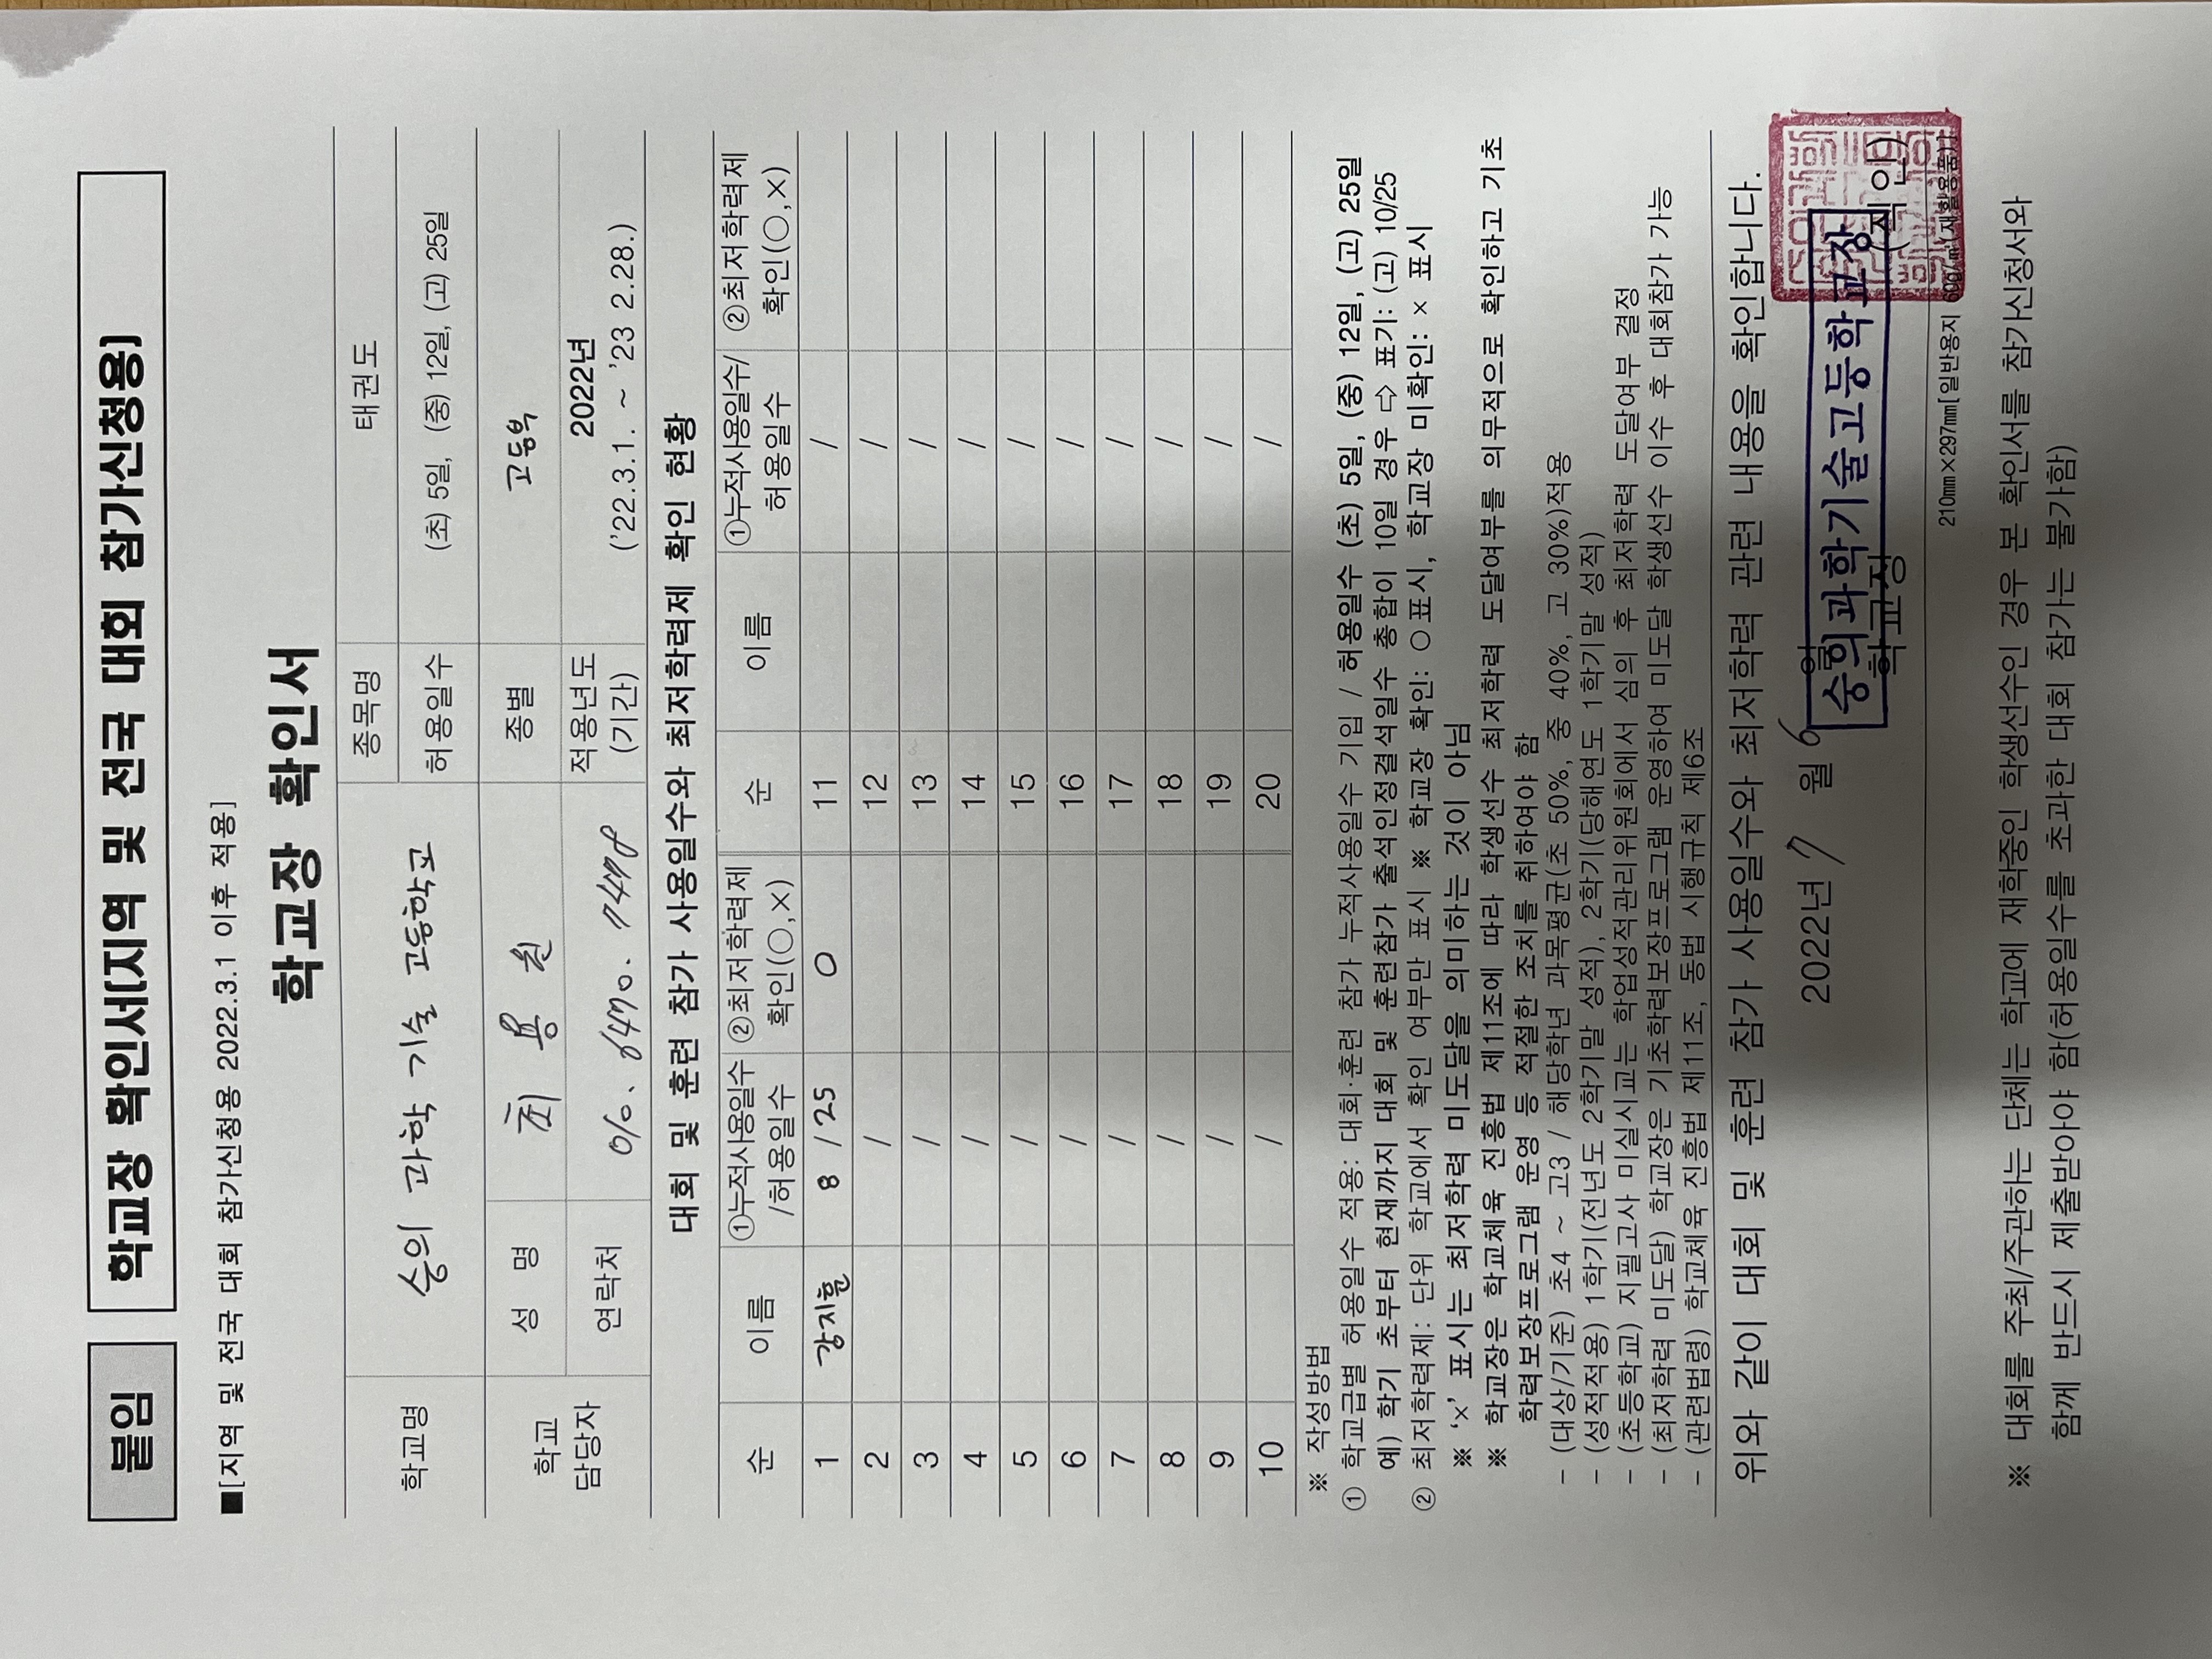 붙임
학교장 확인서(지역 및 전국 대회 참가신청용)
■[지역 및 전국 대회 참가신청용 2022.3.1 이후 적용]
학교장 확인서
학교명 숭의 과학 기술 고등학교 종목명 태권도
허용일수 (초) 5일, (중) 12일, (고) 25일
학교 담당자 성 명 최 용 원 종별 고등부
연락처 적용년도 (기간) 2022년 ('22.3.1. ~ '23 2.28.)
대회 및 훈련 참가 사용일수와 최저학력제 확인 현황
순 이름 ①누적사용일수/허용일수 ②최저학력제 확인(○,×) 순 이름 ①누적사용일수/허용일수 ②최저학력제 확인(○,×)
1 강지훈 8 / 25 ○ 11 /
2 / 12 /
3 / 13 /
4 / 14 /
5 / 15 /
6 / 16 /
7 / 17 /
8 / 18 /
9 / 19 /
10 / 20 /
※ 작성방법
① 학교급별 허용일수 적용: 대회·훈련 참가 누적사용일수 기입 / 허용일수 (초) 5일, (중) 12일, (고) 25일
예) 학기 초부터 현재까지 대회 및 훈련참가 출석인정결석일수 총합이 10일 경우 ⇨ 표기: (고) 10/25
② 최저학력제: 단위 학교에서 확인 여부만 표시 ※ 학교장 확인: ○표시, 학교장 미확인: × 표시
※ '×' 표시는 최저학력 미도달을 의미하는 것이 아님
※ 학교장은 학교체육 진흥법 제11조에 따라 학생선수 최저학력 도달여부를 의무적으로 확인하고 기초
학력보장프로그램 운영 등 적절한 조치를 취하여야 함
- (대상/기준) 초4 ~ 고3 / 해당학년 과목평균(초 50%, 중 40%, 고 30%)적용
- (성적적용) 1학기(전년도 2학기말 성적), 2학기(당해연도 1학기말 성적)
- (초등학교) 지필고사 미실시교는 학업성적관리위원회에서 심의 후 최저학력 도달여부 결정
- (최저학력 미도달) 학교장은 기초학력보장프로그램 운영하여 미도달 학생선수 이수 후 대회참가 가능
- (관련법령) 학교체육 진흥법 제11조, 동법 시행규칙 제6조
위와 같이 대회 및 훈련 참가 사용일수와 최저학력 관련 내용을 확인합니다.
2022년 7 월 6 일
숭의과학기술고등학교장
학교장 (직인)
210mm×297mm[일반용지 60g/㎡(재활용품)]
※ 대회를 주최/주관하는 단체는 학교에 재학중인 학생선수인 경우 본 확인서를 참가신청서와
함께 반드시 제출받아야 함(허용일수를 초과한 대회 참가는 불가함)